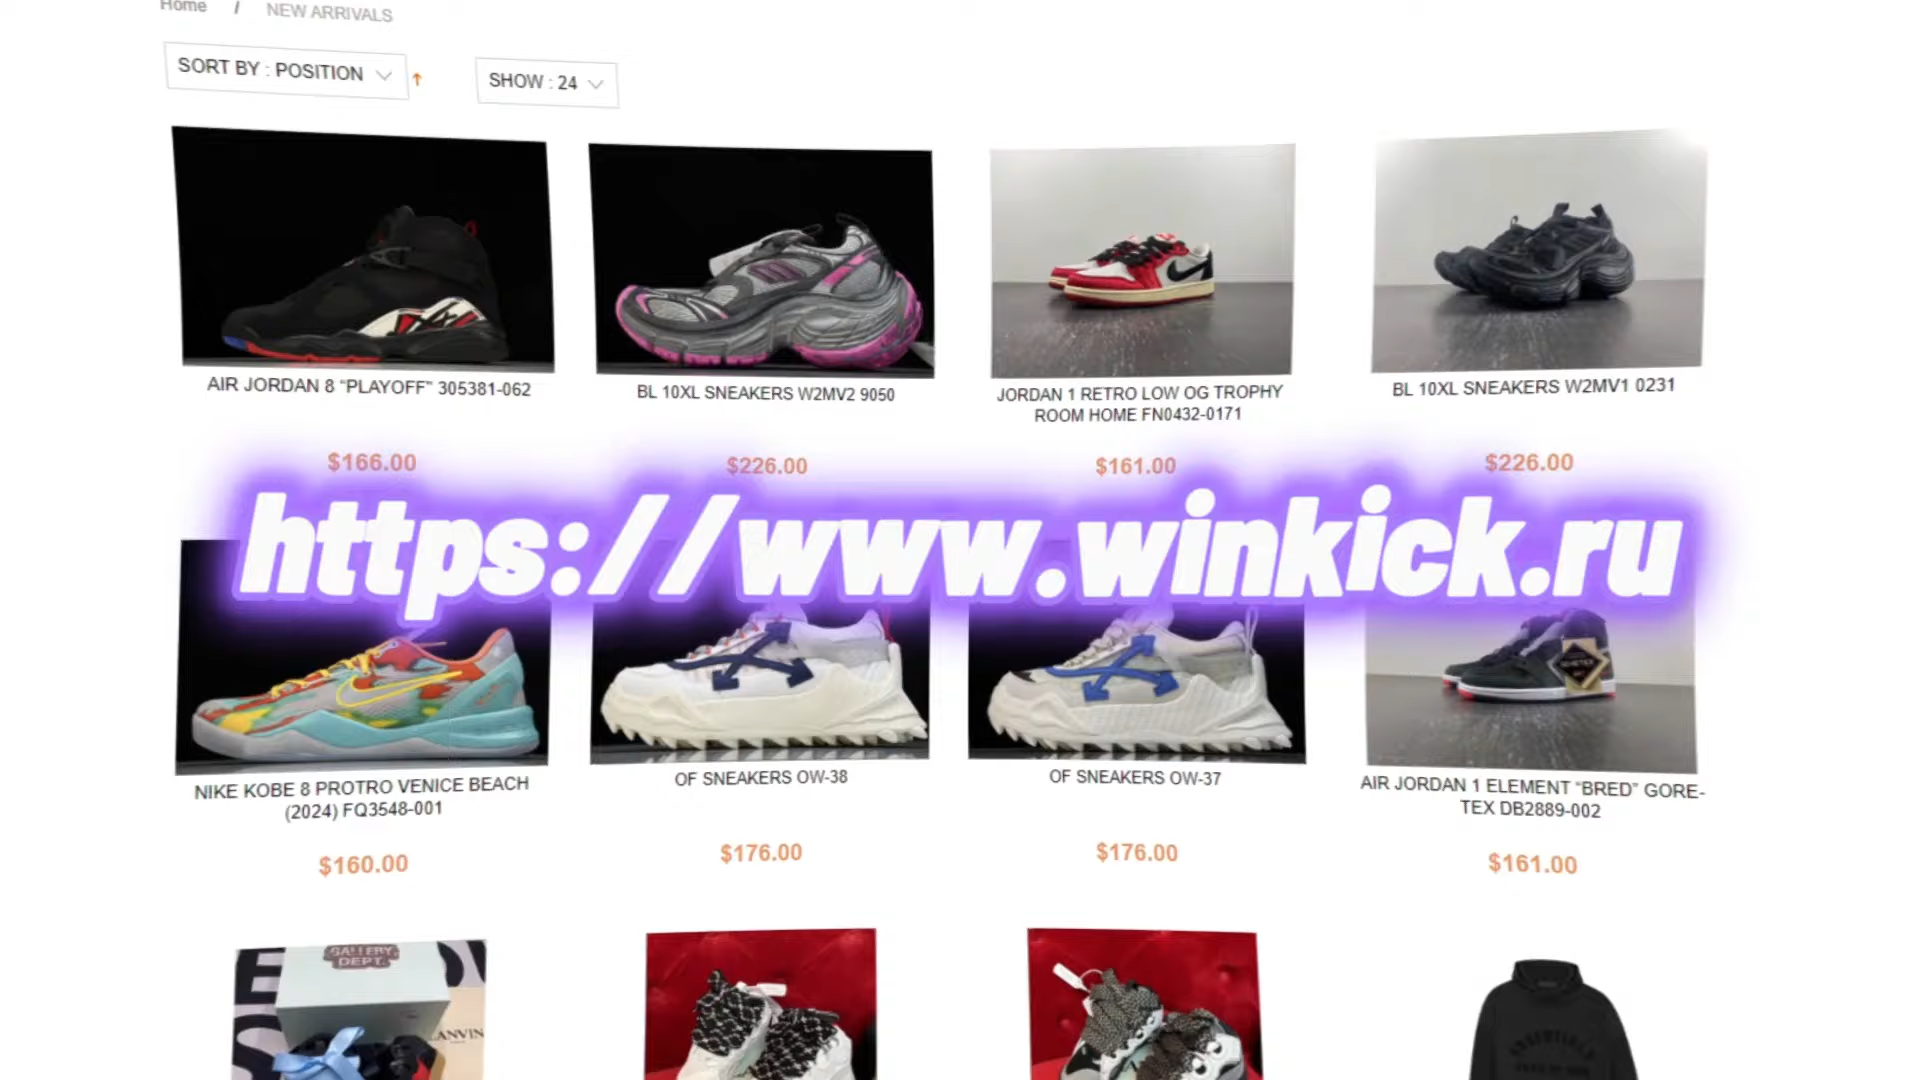 Home / NEW ARRIVALS
SORT BY : POSITION
SHOW : 24
AIR JORDAN 8 “PLAYOFF” 305381-062
BL 10XL SNEAKERS W2MV2 9050
JORDAN 1 RETRO LOW OG TROPHY
ROOM HOME FN0432-0171
BL 10XL SNEAKERS W2MV1 0231
$166.00
$226.00
$161.00
$226.00
https://www.winkick.ru
NIKE KOBE 8 PROTRO VENICE BEACH
(2024) FQ3548-001
OF SNEAKERS OW-38
OF SNEAKERS OW-37
AIR JORDAN 1 ELEMENT “BRED” GORE-
TEX DB2889-002
$160.00
$176.00
$176.00
$161.00
GALLERY
DEPT.
LANVIN
ESSENTIALS